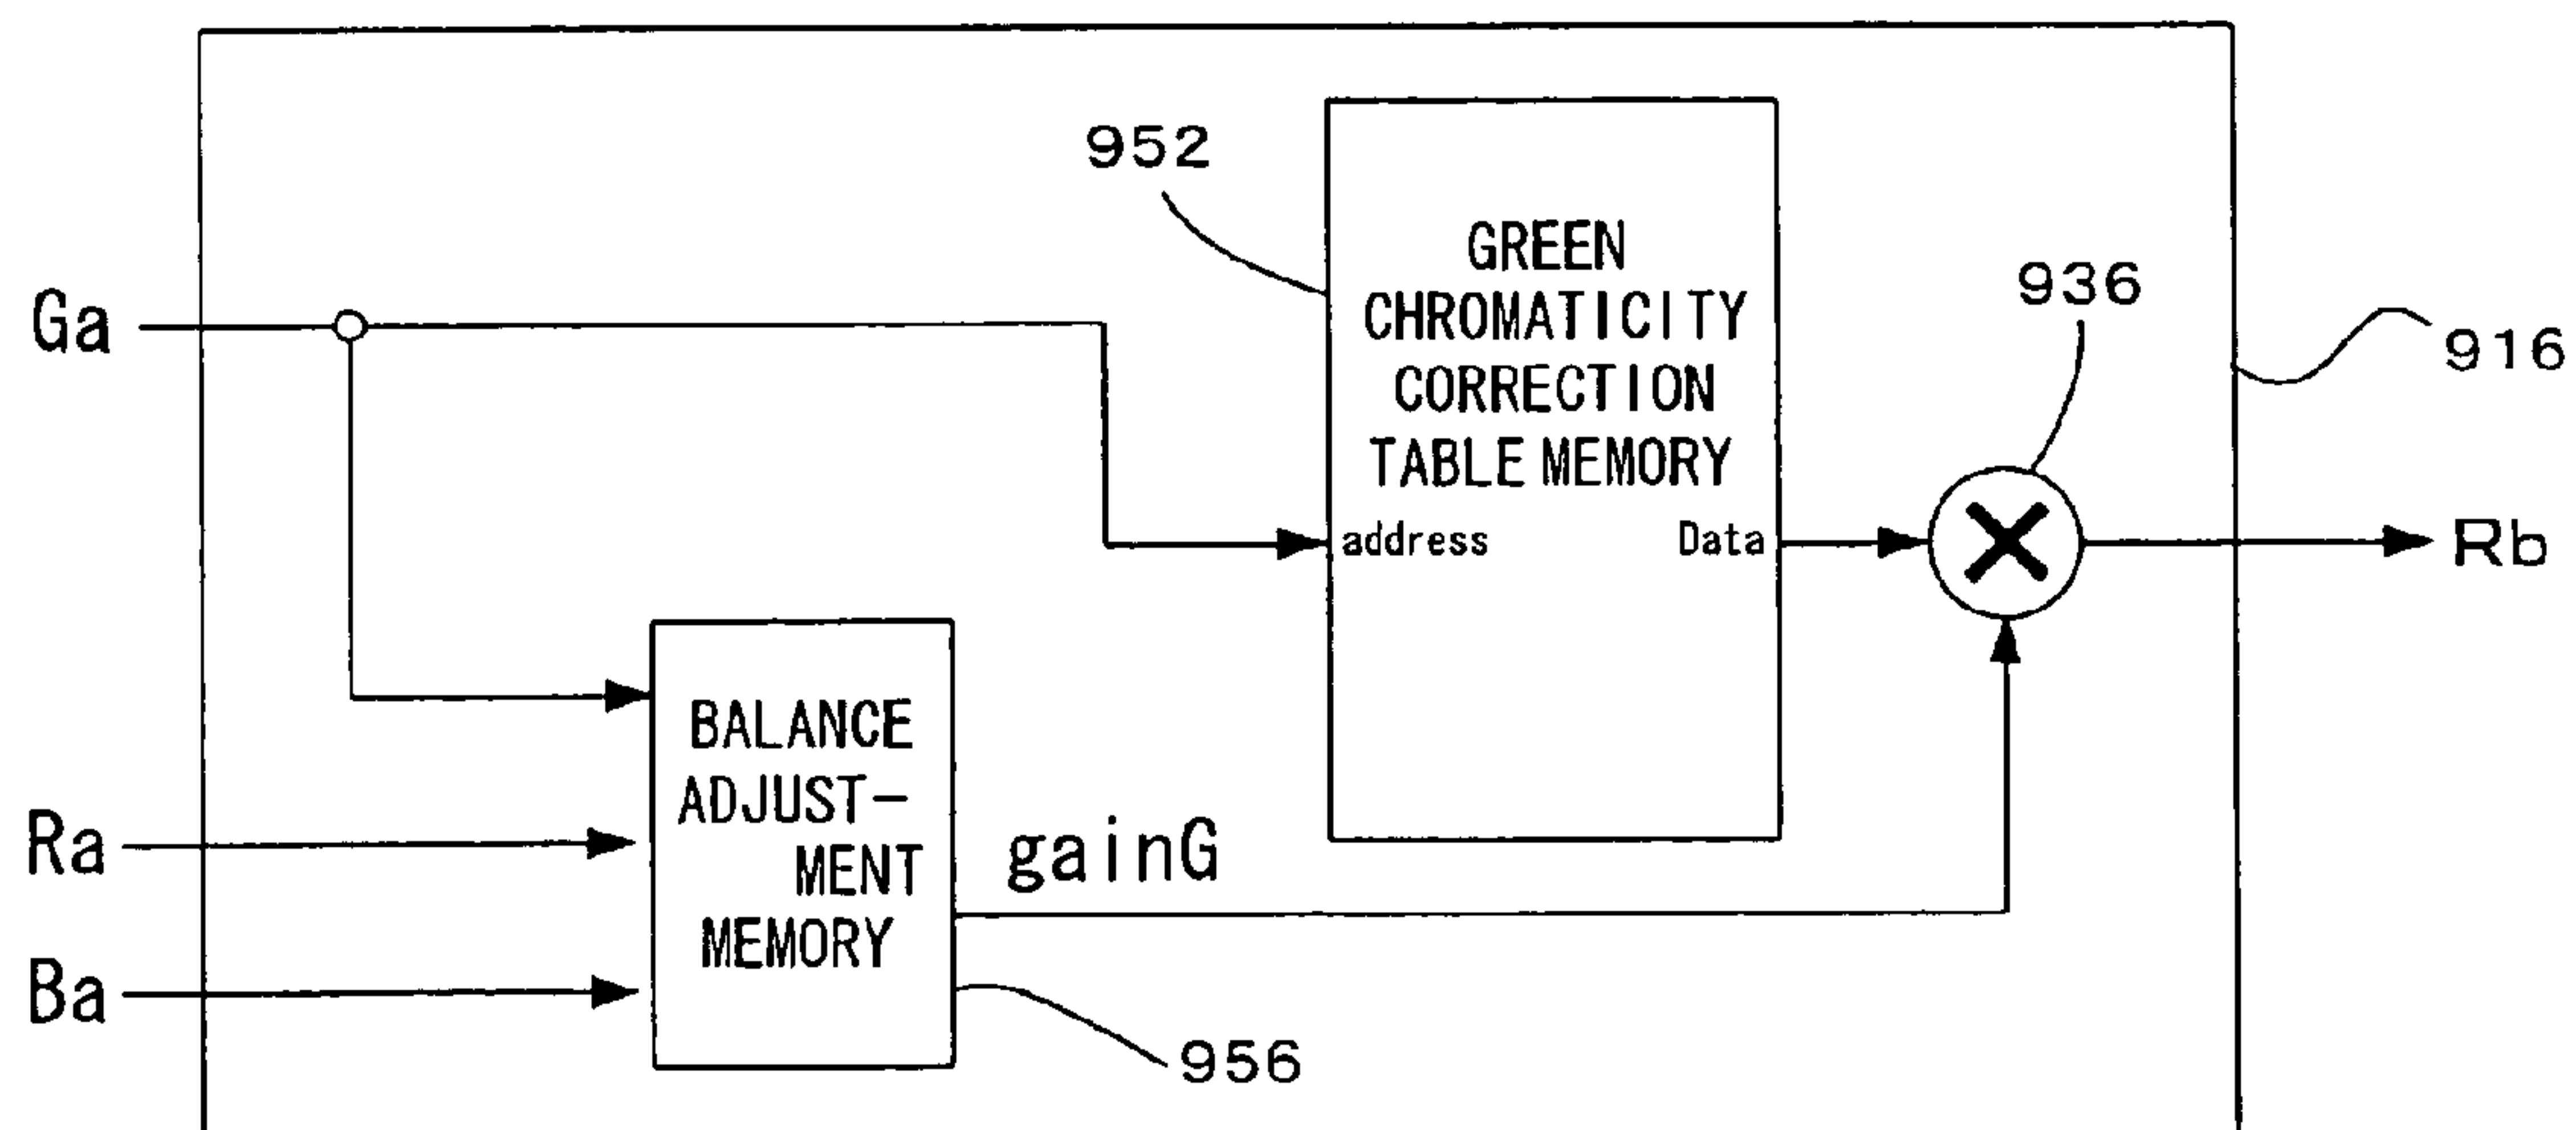 952
GREEN
CHROMATICITY
CORRECTION
TABLE MEMORY
address
Data
936
916
Ga
Rb
BALANCE
ADJUST-
MENT
MEMORY
gainG
Ra
Ba
956